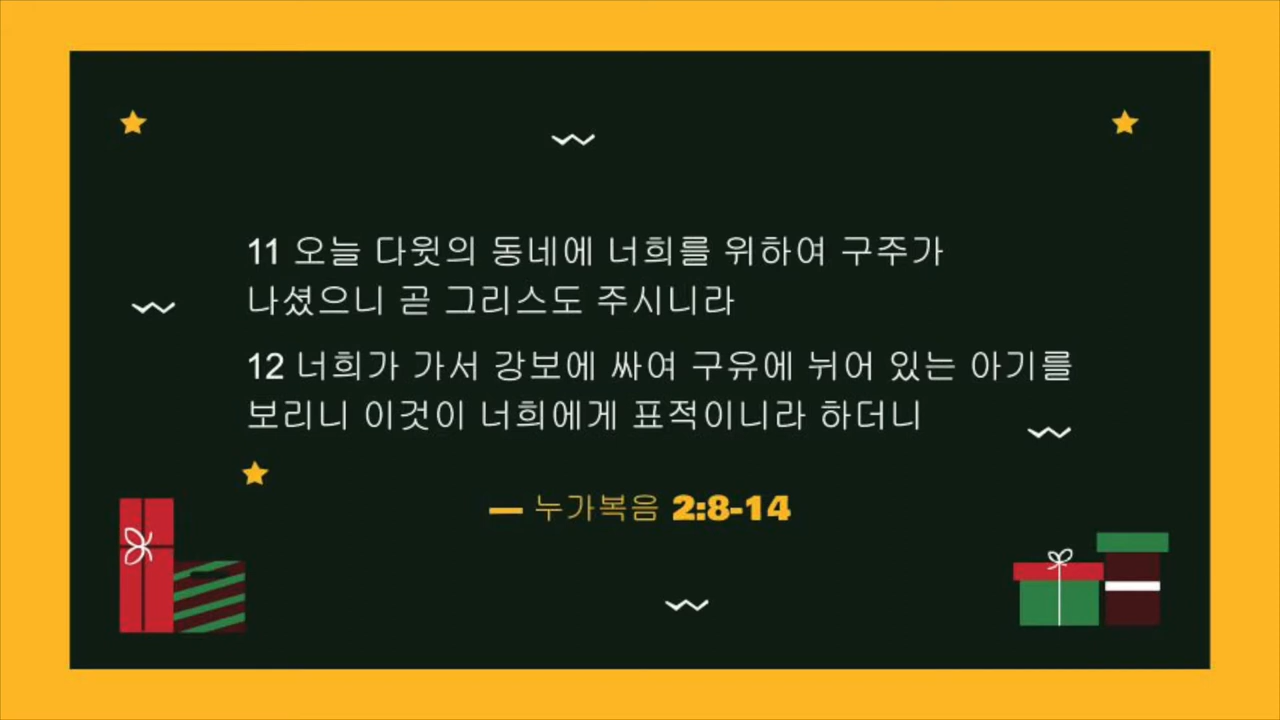 11 오늘 다윗의 동네에 너희를 위하여 구주가
나셨으니 곧 그리스도 주시니라
12 너희가 가서 강보에 싸여 구유에 뉘어 있는 아기를
보리니 이것이 너희에게 표적이니라 하더니
— 누가복음 2:8-14